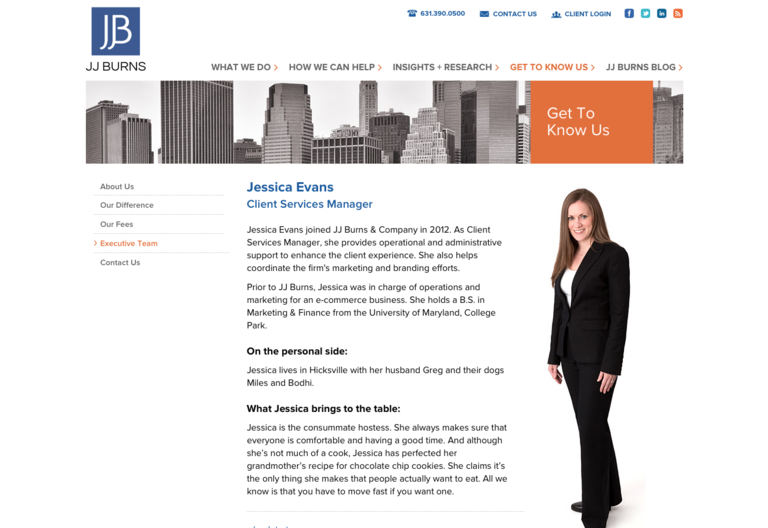 631.390.0500
CONTACT US
CLIENT LOGIN
JJB
JJ BURNS
WHAT WE DO
HOW WE CAN HELP
INSIGHTS + RESEARCH
GET TO KNOW US
JJ BURNS BLOG
Get To
Know Us
About Us
Our Difference
Our Fees
Executive Team
Contact Us
Jessica Evans
Client Services Manager
Jessica Evans joined JJ Burns & Company in 2012. As Client
Services Manager, she provides operational and administrative
support to enhance the client experience. She also helps
coordinate the firm's marketing and branding efforts.
Prior to JJ Burns, Jessica was in charge of operations and
marketing for an e-commerce business. She holds a B.S. in
Marketing & Finance from the University of Maryland, College
Park.
On the personal side:
Jessica lives in Hicksville with her husband Greg and their dogs
Miles and Bodhi.
What Jessica brings to the table:
Jessica is the consummate hostess. She always makes sure that
everyone is comfortable and having a good time. And although
she's not much of a cook, Jessica has perfected her
grandmother's recipe for chocolate chip cookies. She claims it's
the only thing she makes that people actually want to eat. All we
know is that you have to move fast if you want one.